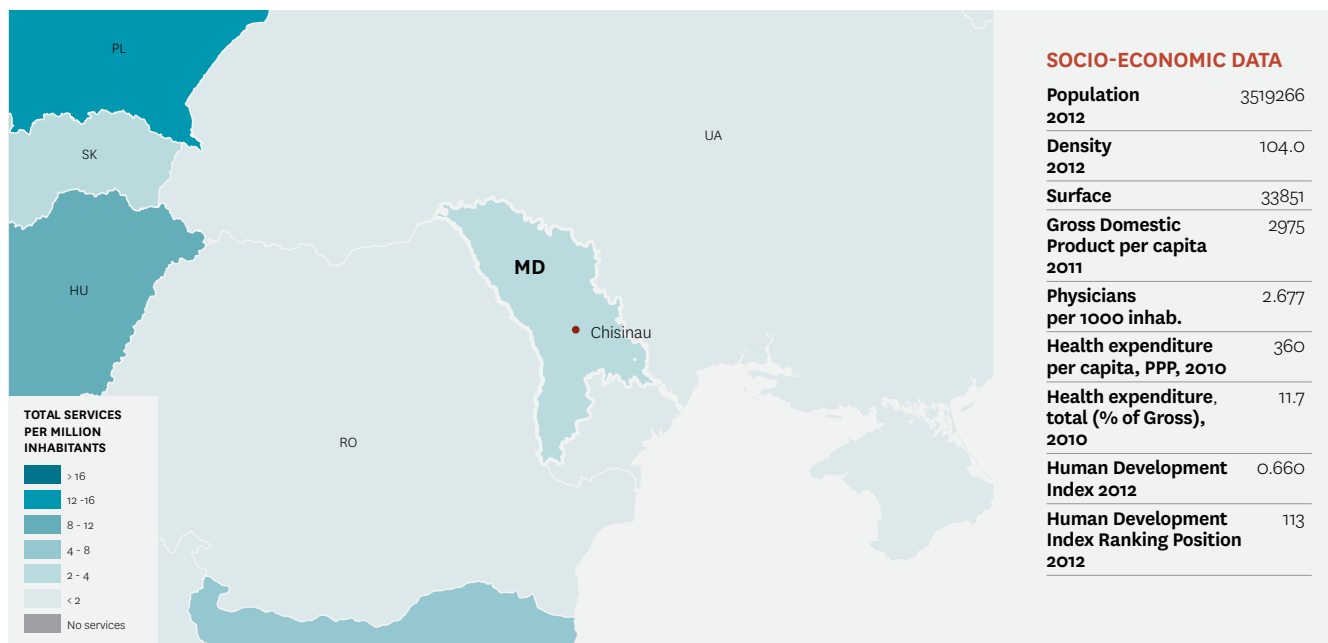 PL
SK
UA
HU
MD
Chisinau
RO
TOTAL SERVICES
PER MILLION
INHABITANTS
> 16
12 -16
8 - 12
4 - 8
2 - 4
< 2
No services
SOCIO-ECONOMIC DATA
Population 3519266
2012
Density 104.0
2012
Surface 33851
Gross Domestic 2975
Product per capita
2011
Physicians 2.677
per 1000 inhab.
Health expenditure 360
per capita, PPP, 2010
Health expenditure, 11.7
total (% of Gross),
2010
Human Development 0.660
Index 2012
Human Development 113
Index Ranking Position
2012